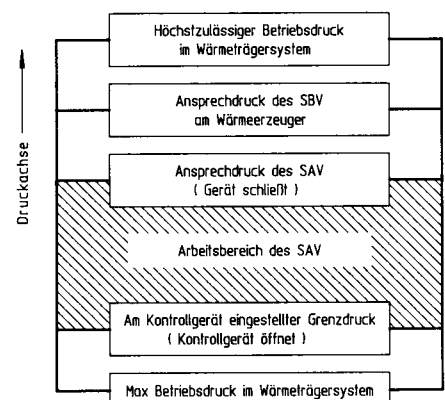 Höchstzulässiger Betriebsdruck
im Wärmeträgersystem
Druckachse
Ansprechdruck des SBV
am Wärmeerzeuger
Ansprechdruck des SAV
( Gerät schließt )
Arbeitsbereich des SAV
Am Kontrollgerät eingestellter Grenzdruck
( Kontrollgerät öffnet )
Max Betriebsdruck im Wärmeträgersystem